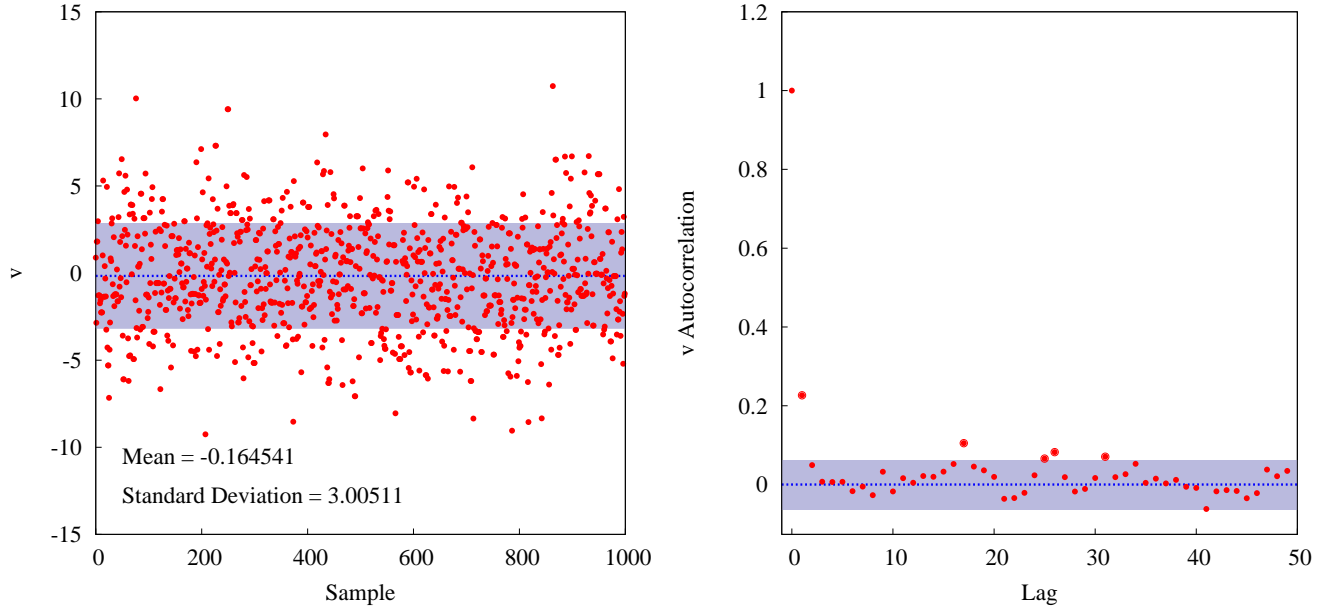 15
10
5
0
-5
-10
-15
v
Mean = -0.164541
Standard Deviation = 3.00511
0 200 400 600 800 1000
Sample
1.2
1
0.8
0.6
0.4
0.2
0
v Autocorrelation
0 10 20 30 40 50
Lag